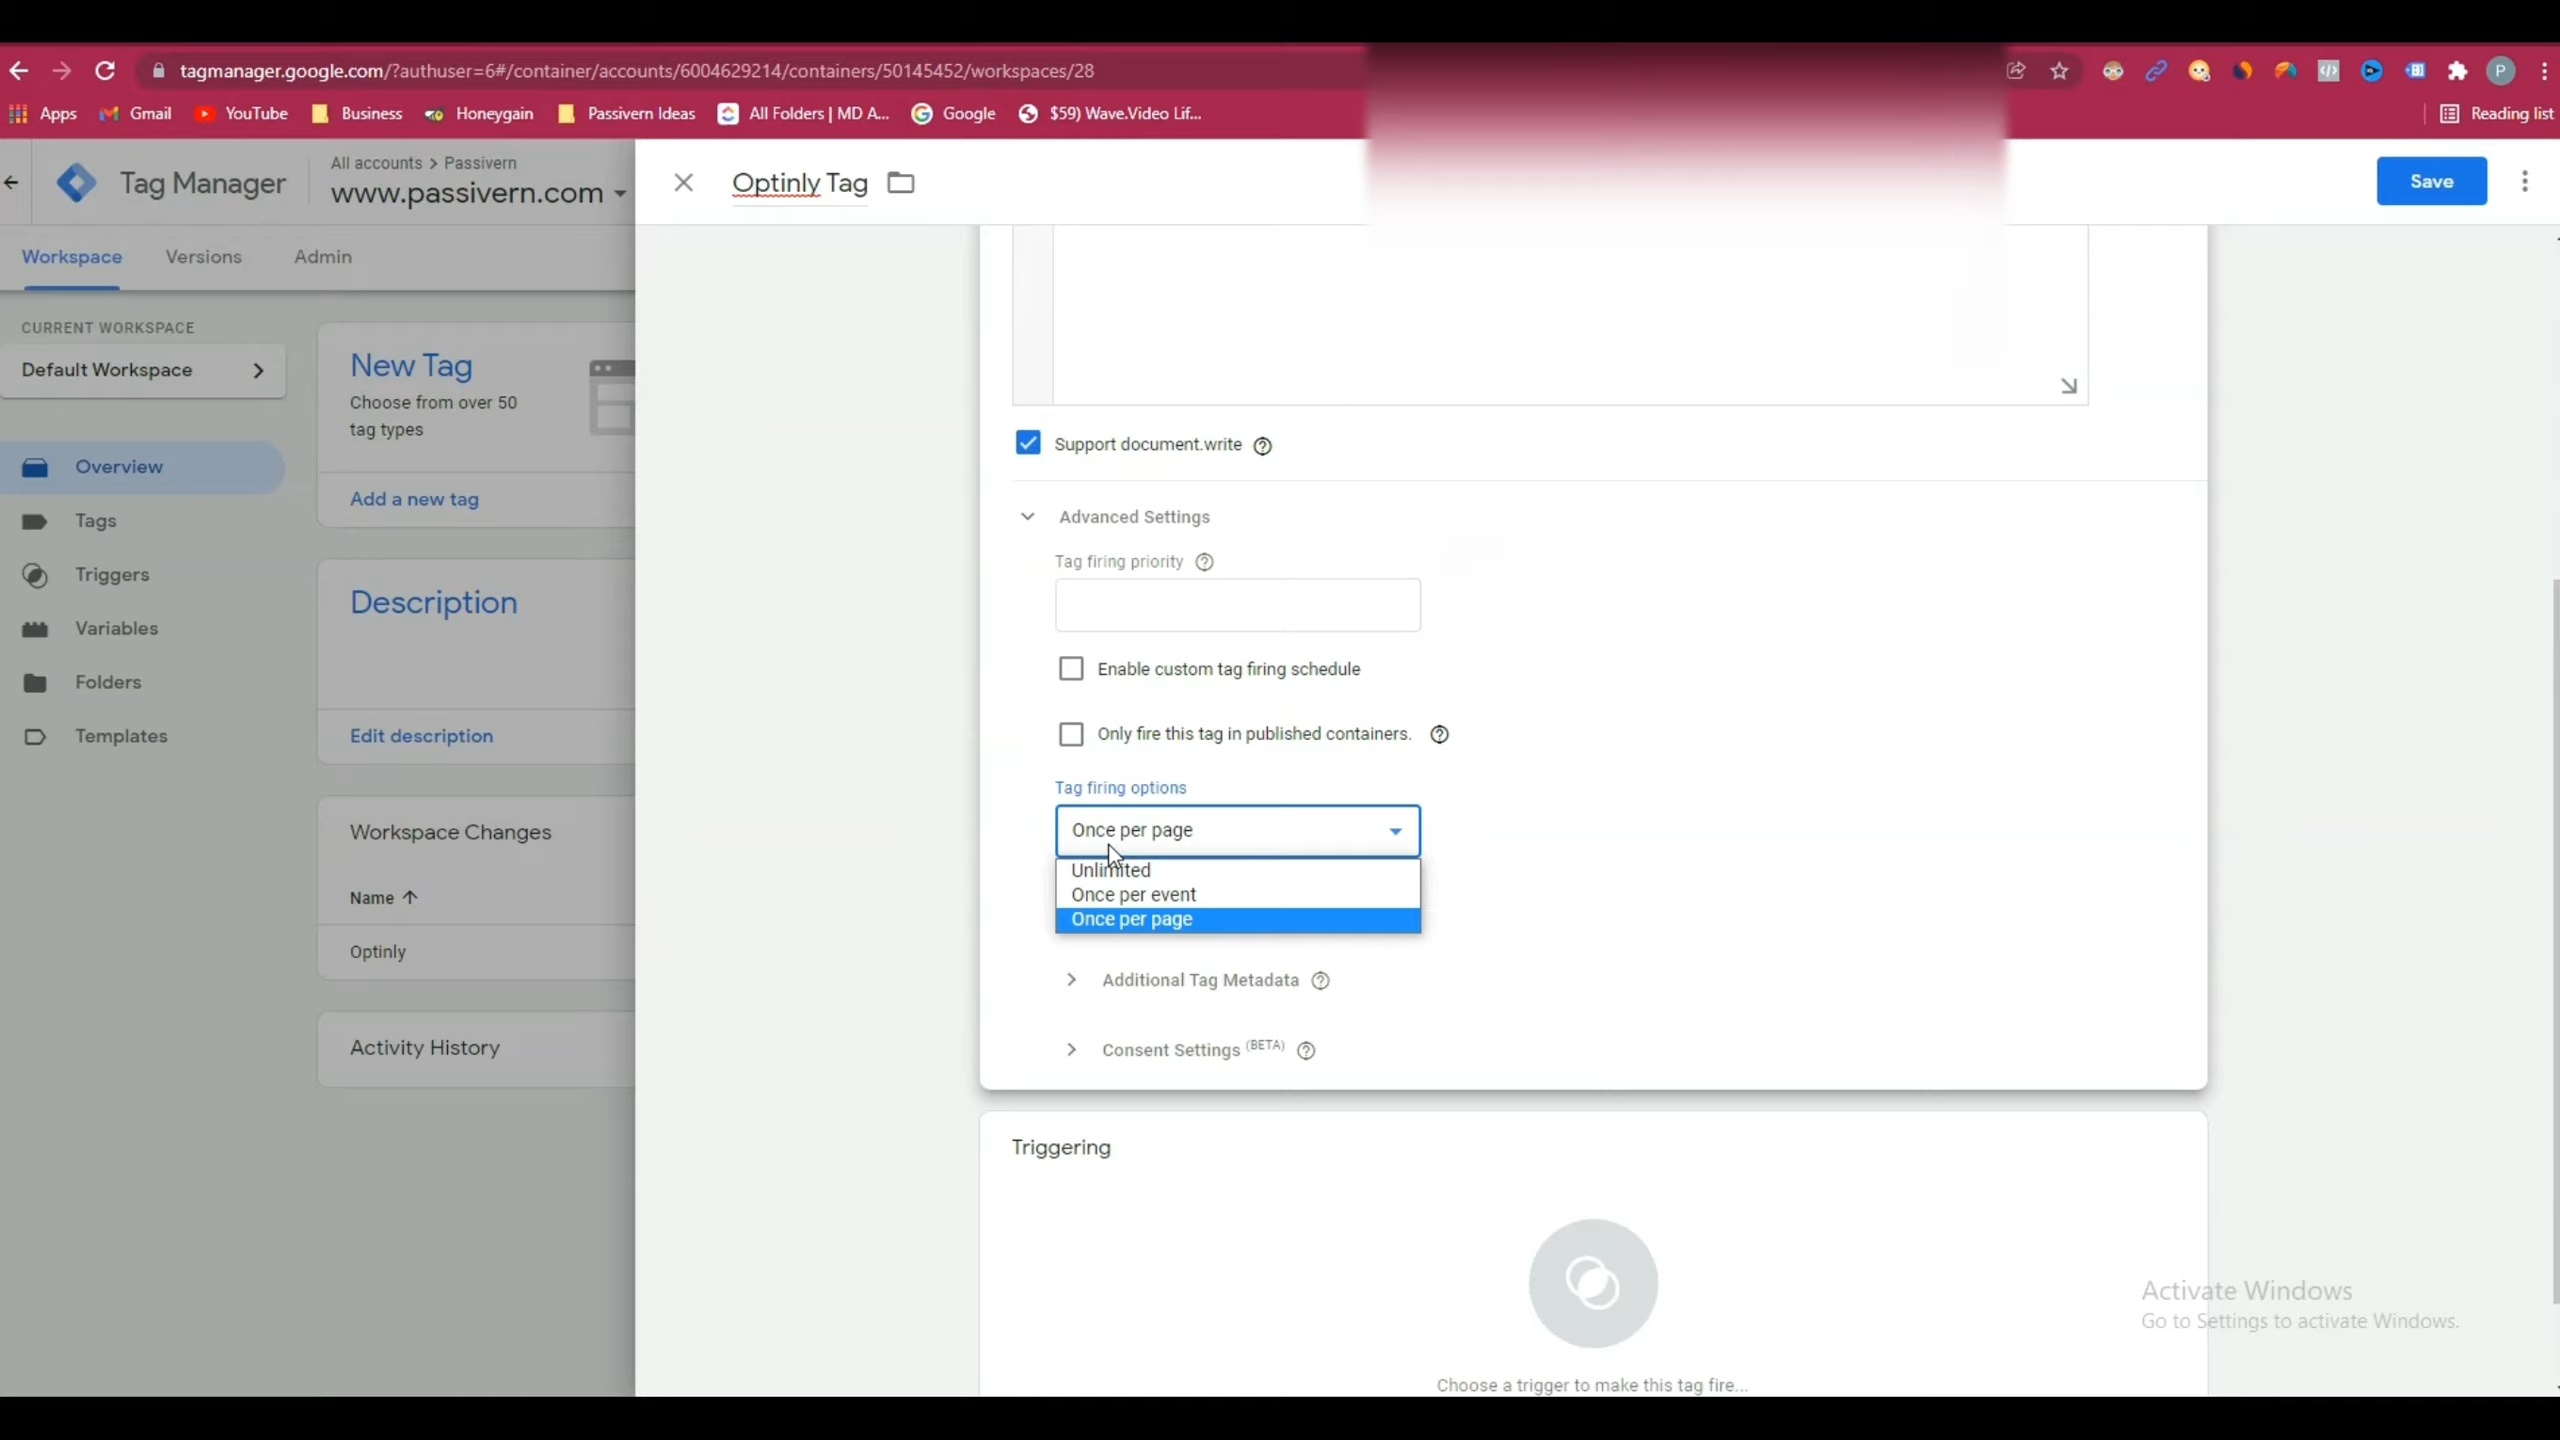 tagmanager.google.com/?authuser=6#/container/accounts/6004629214/containers/50145452/workspaces/28
P
Apps
Gmail
YouTube
Business
Honeygain
Passivern Ideas
All Folders | MD A...
Google
$59) Wave.Video Lif...
Reading list
Tag Manager
All accounts > Passivern
www.passivern.com
Optinly Tag
Save
Workspace
Versions
Admin
CURRENT WORKSPACE
Default Workspace
Overview
Tags
Triggers
Variables
Folders
Templates
New Tag
Choose from over 50
tag types
Add a new tag
Description
Edit description
Workspace Changes
Name
Optinly
Activity History
Support document.write
Advanced Settings
Tag firing priority
Enable custom tag firing schedule
Only fire this tag in published containers.
Tag firing options
Once per page
Unlimited
Once per event
Once per page
Additional Tag Metadata
Consent Settings (BETA)
Triggering
Choose a trigger to make this tag fire...
Activate Windows
Go to Settings to activate Windows.